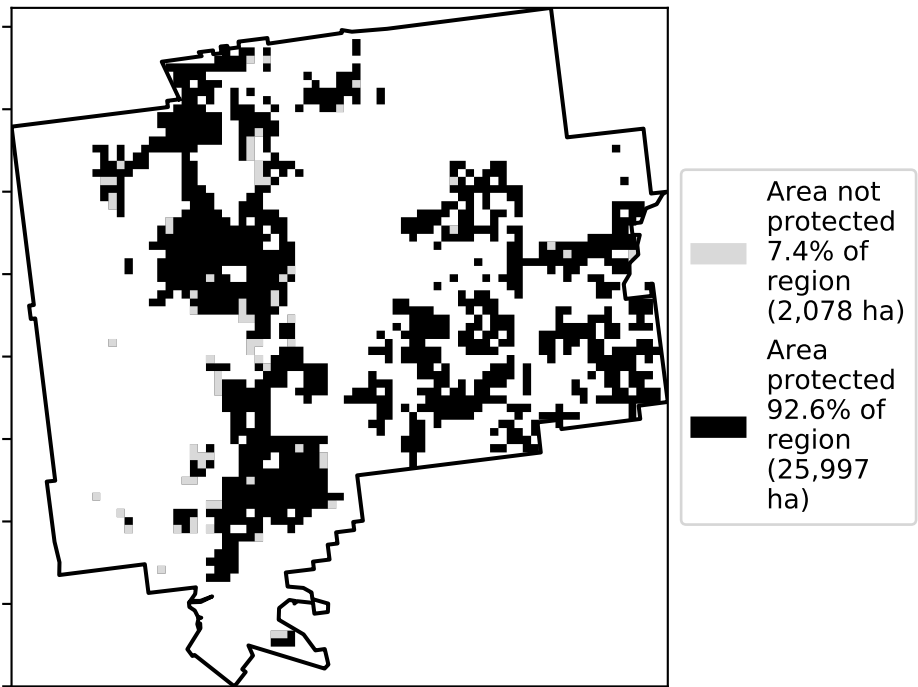 Area not
protected
7.4% of
region
(2,078 ha)
Area
protected
92.6% of
region
(25,997
ha)